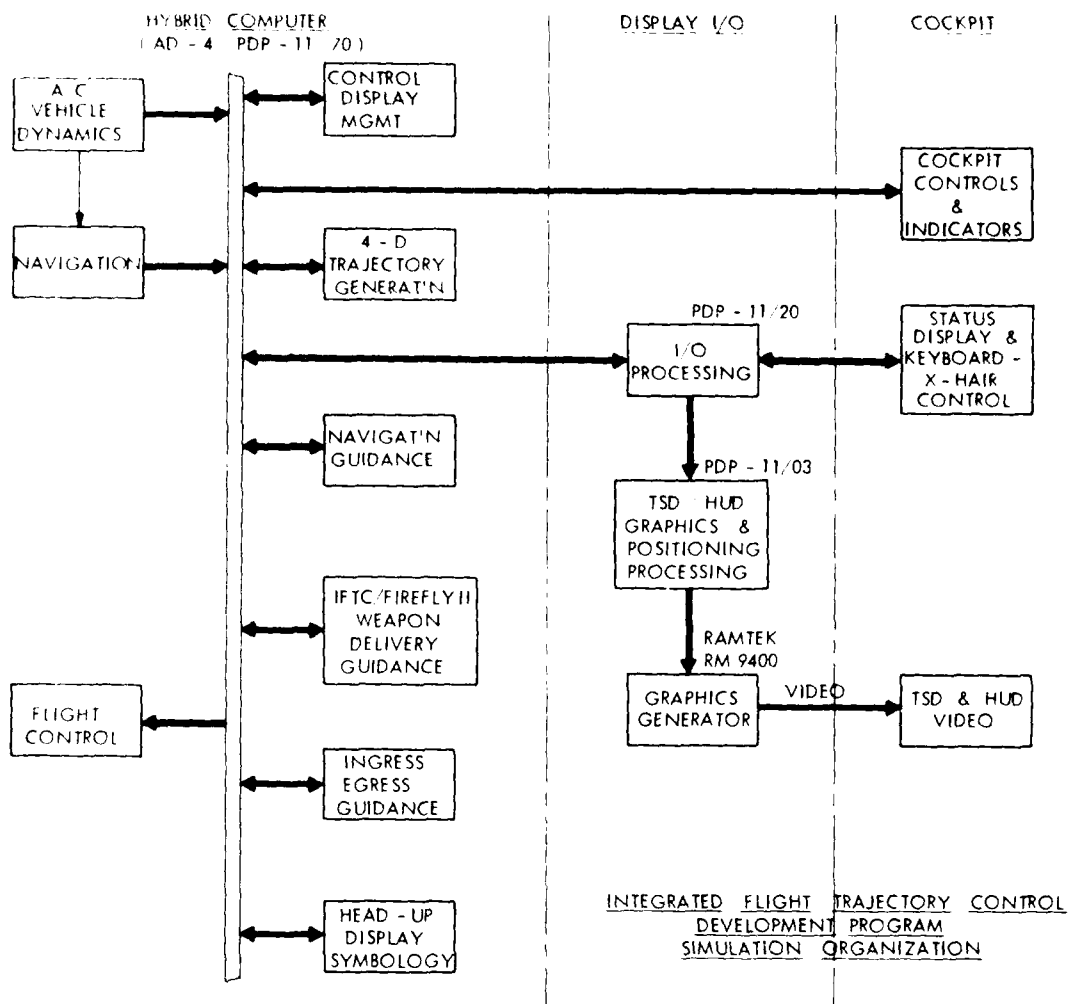 HYBRID COMPUTER
(AD - 4 PDP - 11 70)
DISPLAY I/O
COCKPIT
A C
VEHICLE
DYNAMICS
CONTROL
DISPLAY
MGMT
COCKPIT
CONTROLS
&
INDICATORS
NAVIGATION
4 - D
TRAJECTORY
GENERAT'N
PDP - 11/20
I/O
PROCESSING
STATUS
DISPLAY &
KEYBOARD -
X - HAIR
CONTROL
NAVIGAT'N
GUIDANCE
PDP - 11/03
TSD HUD
GRAPHICS &
POSITIONING
PROCESSING
IFTC/FIREFLY II
WEAPON
DELIVERY
GUIDANCE
RAMTEK
RM 9400
FLIGHT
CONTROL
GRAPHICS
GENERATOR
VIDEO
TSD & HUD
VIDEO
INGRESS
EGRESS
GUIDANCE
HEAD - UP
DISPLAY
SYMBOLOGY
INTEGRATED FLIGHT TRAJECTORY CONTROL
DEVELOPMENT PROGRAM
SIMULATION ORGANIZATION